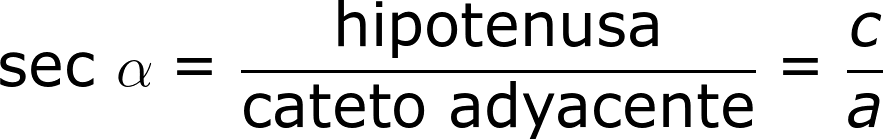 sec α = hipotenusa / cateto adyacente = c / a